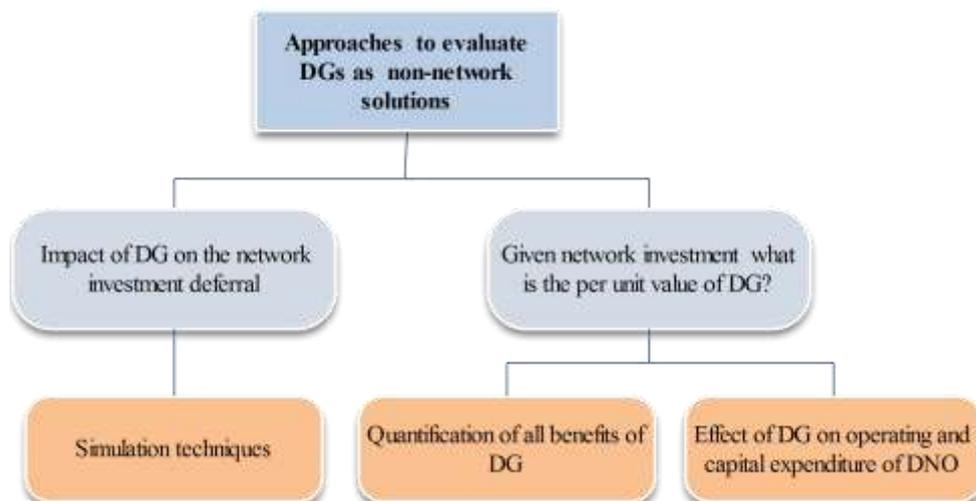 Approaches to evaluate
DGs as non-network
solutions
Impact of DG on the network
investment deferral
Given network investment what
is the per unit value of DG?
Simulation techniques
Quantification of all benefits of
DG
Effect of DG on operating and
capital expenditure of DNO